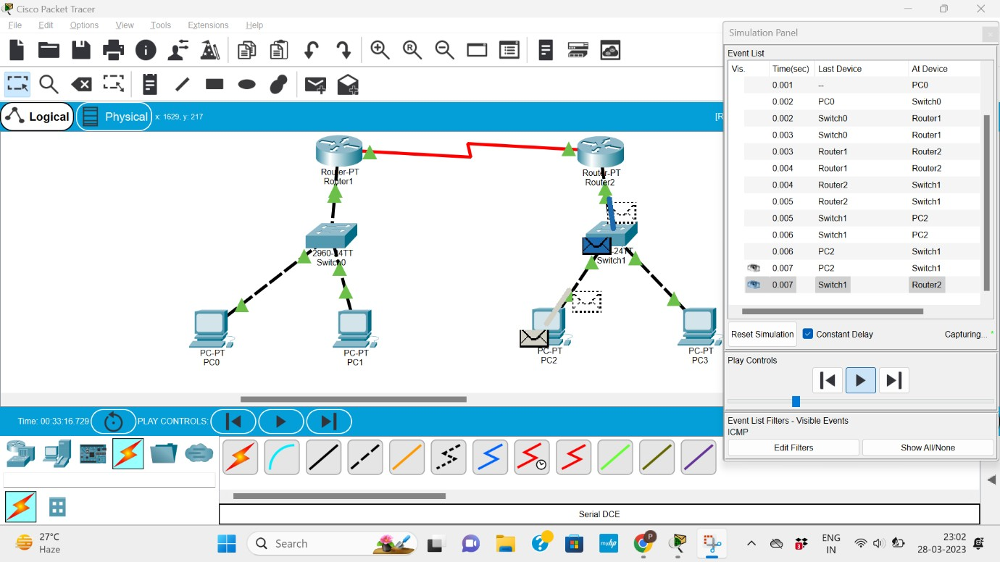 Cisco Packet Tracer
File Edit Options View Tools Extensions Help
Logical
Physical
x: 1629, y: 217
[R
Router-PT
Router1
Router-PT
Router2
2960-24TT
Switch0
-24TT
Switch1
PC-PT
PC0
PC-PT
PC1
PC-PT
PC2
PC-PT
PC3
Simulation Panel
Event List
Vis. Time(sec) Last Device At Device
0.001 -- PC0
0.002 PC0 Switch0
0.002 Switch0 Router1
0.003 Switch0 Router1
0.003 Router1 Router2
0.004 Router1 Router2
0.004 Router2 Switch1
0.005 Router2 Switch1
0.005 Switch1 PC2
0.006 Switch1 PC2
0.006 PC2 Switch1
0.007 PC2 Switch1
0.007 Switch1 Router2
Reset Simulation Constant Delay Capturing...
Play Controls
Event List Filters - Visible Events
ICMP
Edit Filters Show All/None
Time: 00:33:16.729 PLAY CONTROLS:
Serial DCE
27°C
Haze
Search
myhp
P
3
ENG
IN
23:02
28-03-2023